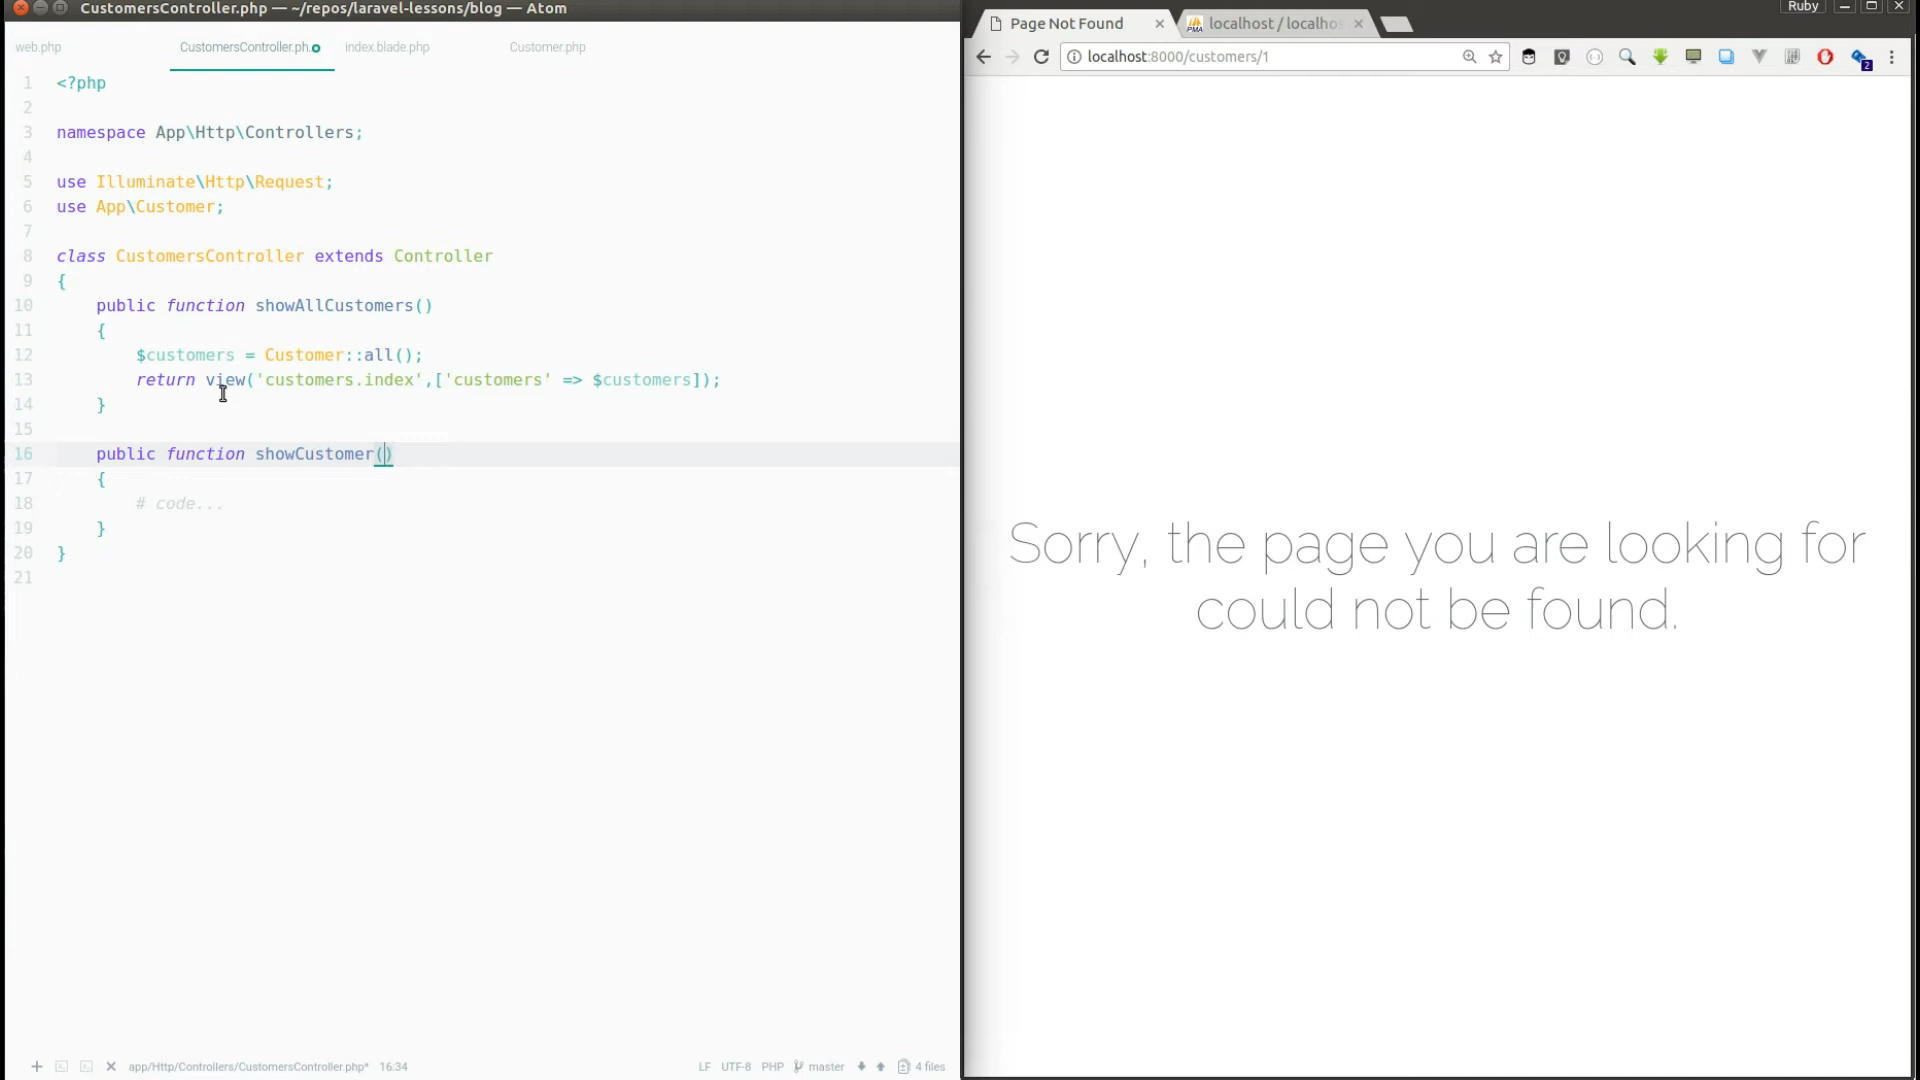 CustomersController.php — ~/repos/laravel-lessons/blog — Atom
web.php
CustomersController.ph
index.blade.php
Customer.php
1 <?php
2
3 namespace App\Http\Controllers;
4
5 use Illuminate\Http\Request;
6 use App\Customer;
7
8 class CustomersController extends Controller
9 {
10 public function showAllCustomers()
11 {
12 $customers = Customer::all();
13 return view('customers.index',['customers' => $customers]);
14 }
15
16 public function showCustomer()
17 {
18 # code...
19 }
20 }
21
app/Http/Controllers/CustomersController.php* 16:34
LF UTF-8 PHP master 4 files
Ruby
Page Not Found
localhost / localhos
localhost:8000/customers/1
2
Sorry, the page you are looking for
could not be found.